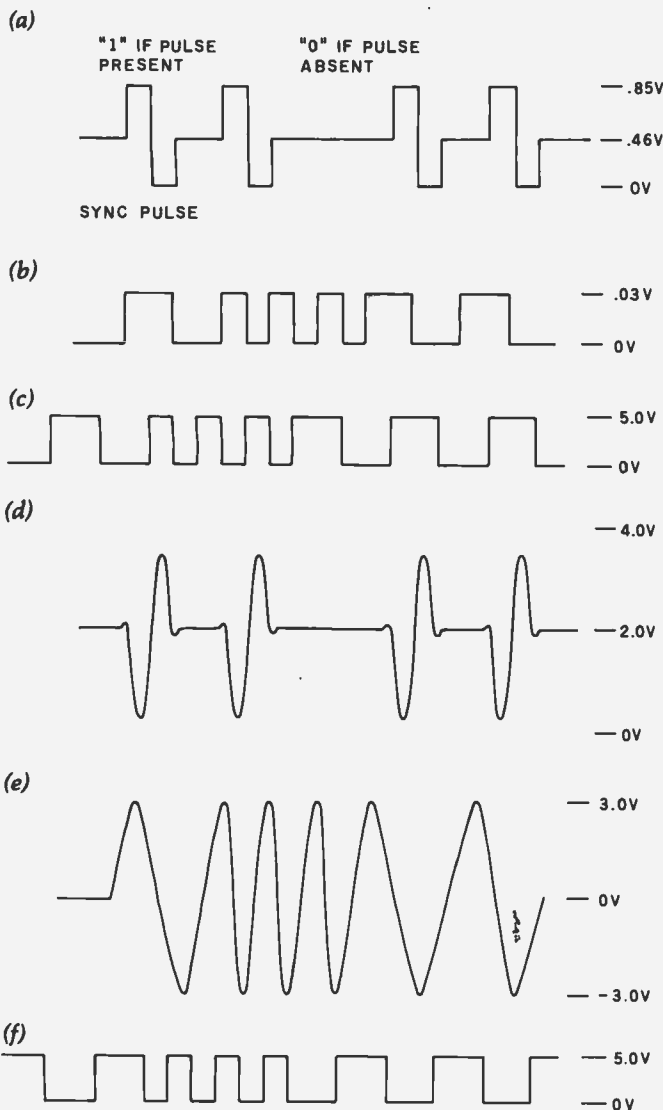 (a)
"1" IF PULSE
PRESENT
"0" IF PULSE
ABSENT
.85V
.46V
0V
SYNC PULSE
(b)
.03V
0V
(c)
5.0V
0V
(d)
4.0V
2.0V
0V
(e)
3.0V
0V
-3.0V
(f)
5.0V
0V